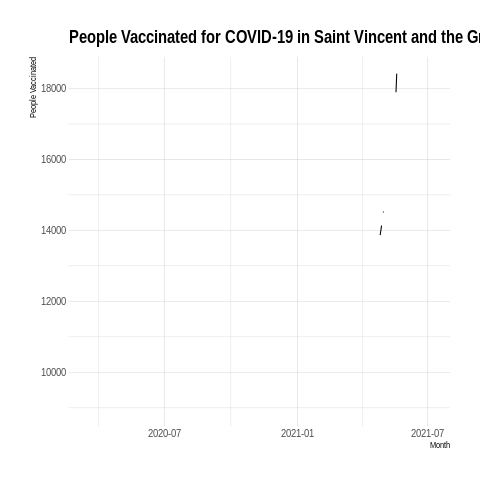 People Vaccinated for COVID-19 in Saint Vincent and the Gr
People Vaccinated
18000
16000
14000
12000
10000
2020-07
2021-01
2021-07
Month